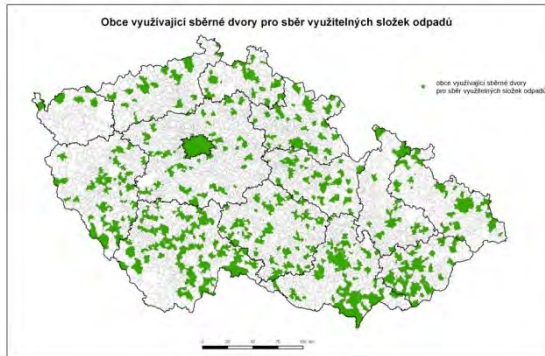 Obce využívající sběrné dvory pro sběr využitelných složek odpadů
obce využívající sběrné dvory
pro sběr využitelných složek odpadů